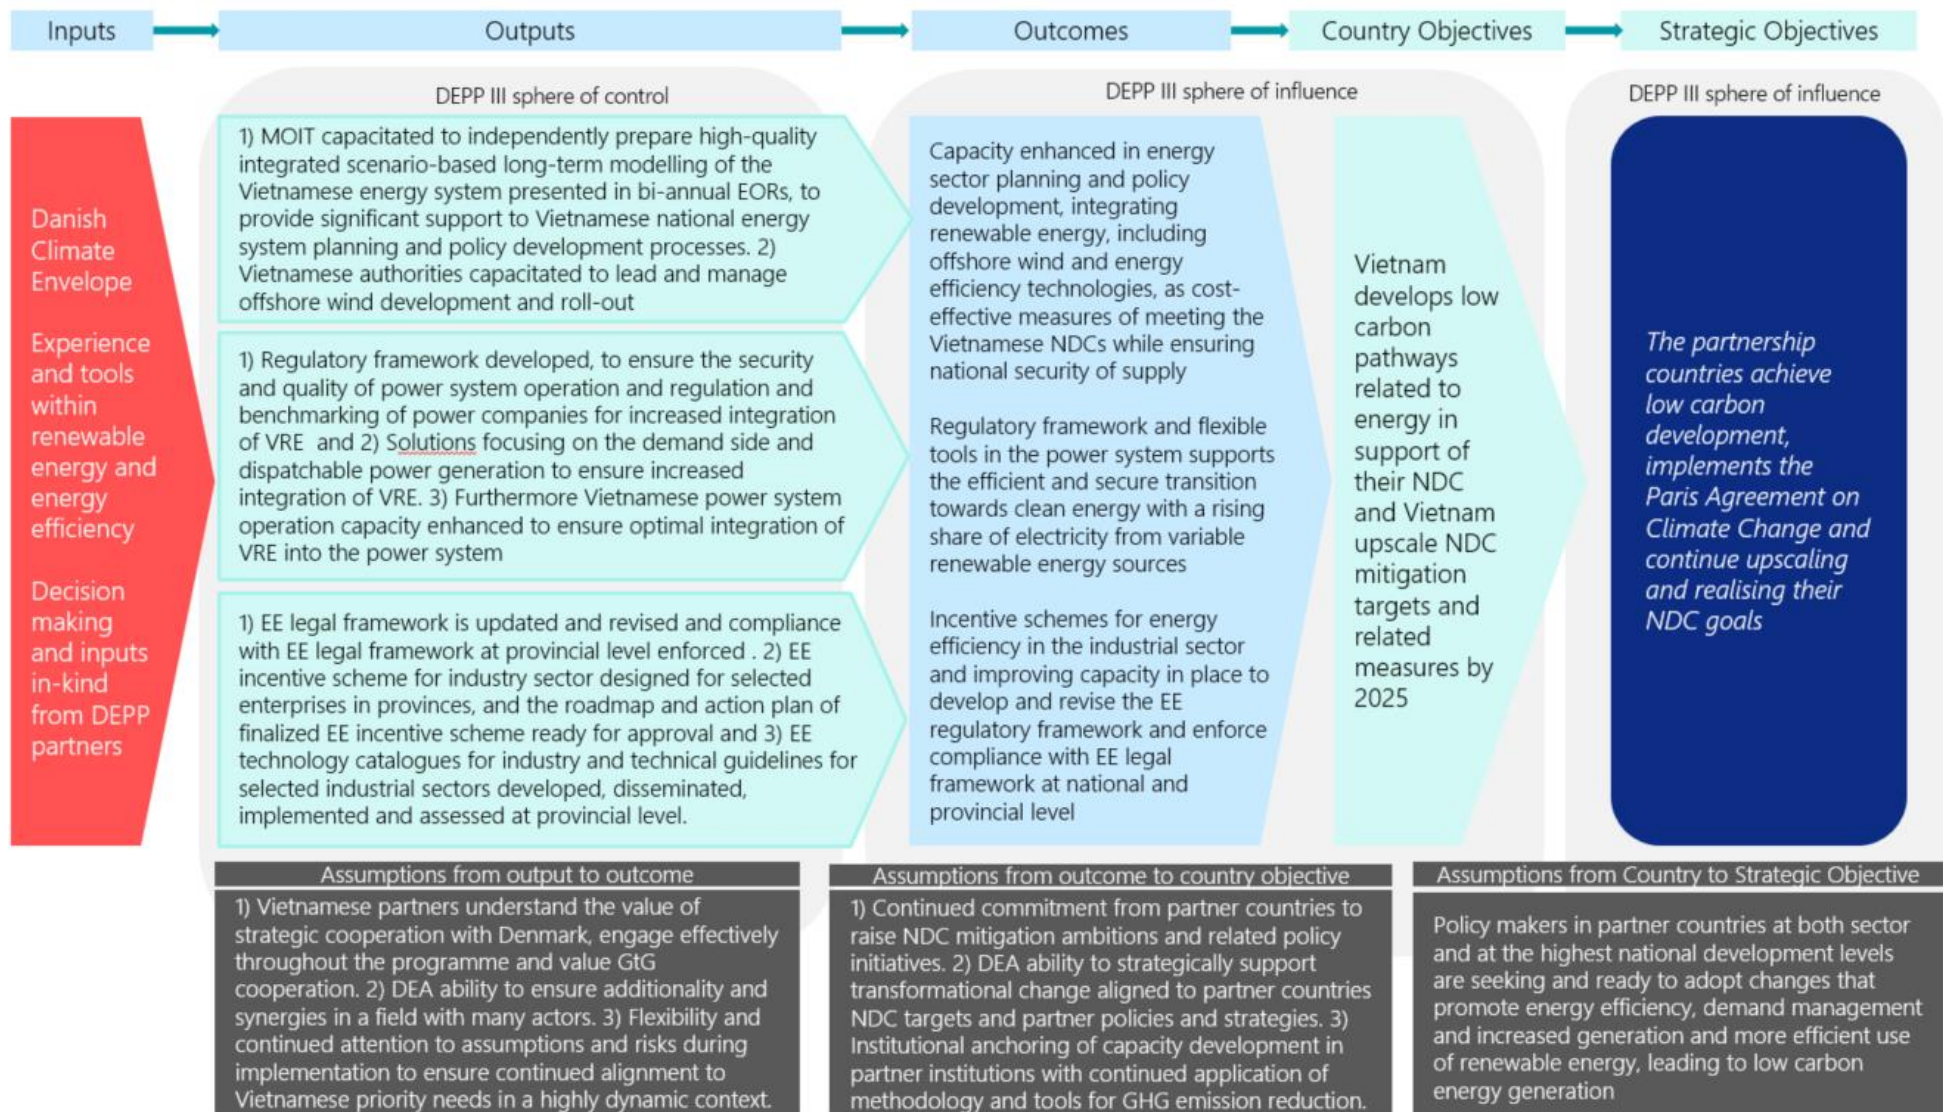 Inputs
Outputs
Outcomes
Country Objectives
Strategic Objectives
DEPP III sphere of control
DEPP III sphere of influence
DEPP III sphere of influence
Danish
Climate
Envelope
Experience
and tools
within
renewable
energy and
energy
efficiency
Decision
making
and inputs
in-kind
from DEPP
partners
1) MOIT capacitated to independently prepare high-quality
integrated scenario-based long-term modelling of the
Vietnamese energy system presented in bi-annual EORs, to
provide significant support to Vietnamese national energy
system planning and policy development processes. 2)
Vietnamese authorities capacitated to lead and manage
offshore wind development and roll-out
1) Regulatory framework developed, to ensure the security
and quality of power system operation and regulation and
benchmarking of power companies for increased integration
of VRE and 2) Solutions focusing on the demand side and
dispatchable power generation to ensure increased
integration of VRE. 3) Furthermore Vietnamese power system
operation capacity enhanced to ensure optimal integration of
VRE into the power system
1) EE legal framework is updated and revised and compliance
with EE legal framework at provincial level enforced . 2) EE
incentive scheme for industry sector designed for selected
enterprises in provinces, and the roadmap and action plan of
finalized EE incentive scheme ready for approval and 3) EE
technology catalogues for industry and technical guidelines for
selected industrial sectors developed, disseminated,
implemented and assessed at provincial level.
Capacity enhanced in energy
sector planning and policy
development, integrating
renewable energy, including
offshore wind and energy
efficiency technologies, as cost-
effective measures of meeting the
Vietnamese NDCs while ensuring
national security of supply
Regulatory framework and flexible
tools in the power system supports
the efficient and secure transition
towards clean energy with a rising
share of electricity from variable
renewable energy sources
Incentive schemes for energy
efficiency in the industrial sector
and improving capacity in place to
develop and revise the EE
regulatory framework and enforce
compliance with EE legal
framework at national and
provincial level
Vietnam
develops low
carbon
pathways
related to
energy in
support of
their NDC
and Vietnam
upscale NDC
mitigation
targets and
related
measures by
2025
The partnership
countries achieve
low carbon
development,
implements the
Paris Agreement on
Climate Change and
continue upscaling
and realising their
NDC goals
Assumptions from output to outcome
1) Vietnamese partners understand the value of
strategic cooperation with Denmark, engage effectively
throughout the programme and value GtG
cooperation. 2) DEA ability to ensure additionality and
synergies in a field with many actors. 3) Flexibility and
continued attention to assumptions and risks during
implementation to ensure continued alignment to
Vietnamese priority needs in a highly dynamic context.
Assumptions from outcome to country objective
1) Continued commitment from partner countries to
raise NDC mitigation ambitions and related policy
initiatives. 2) DEA ability to strategically support
transformational change aligned to partner countries
NDC targets and partner policies and strategies. 3)
Institutional anchoring of capacity development in
partner institutions with continued application of
methodology and tools for GHG emission reduction.
Assumptions from Country to Strategic Objective
Policy makers in partner countries at both sector
and at the highest national development levels
are seeking and ready to adopt changes that
promote energy efficiency, demand management
and increased generation and more efficient use
of renewable energy, leading to low carbon
energy generation